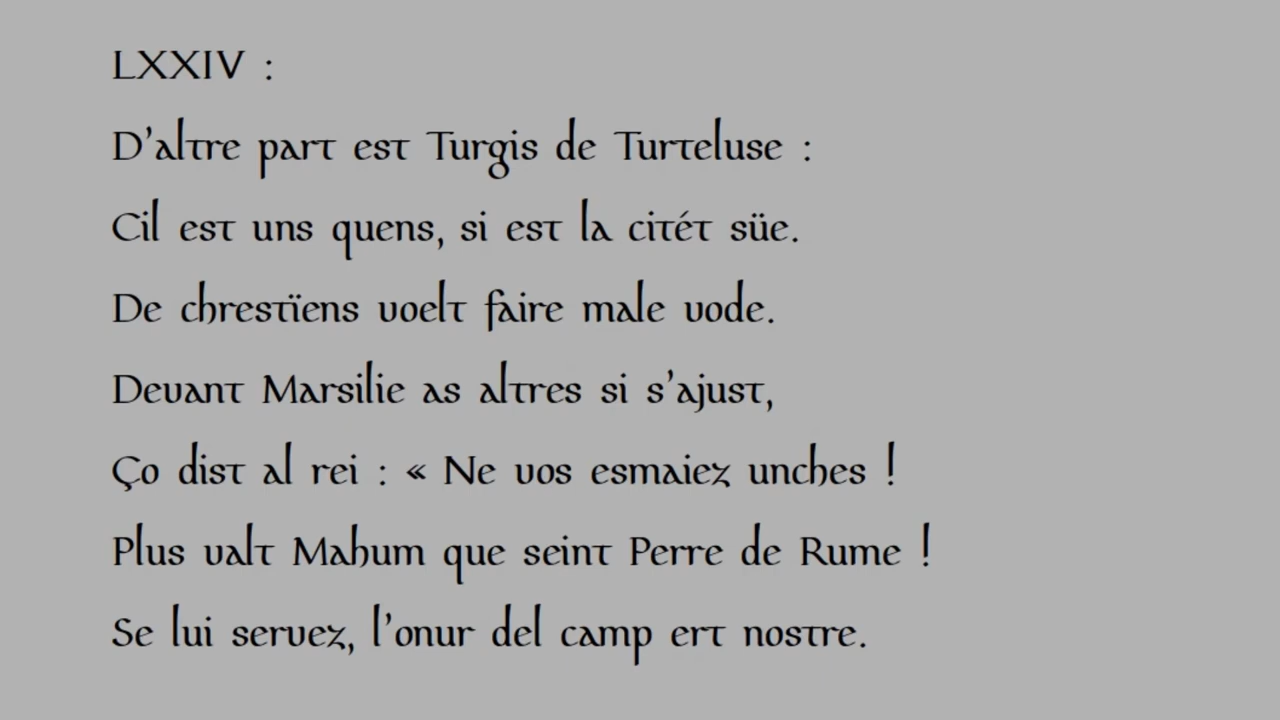 LXXIV :
D’altre part est Turgis de Turteluse :
Cil est uns quens, si est la citét süe.
De chrestïens voelt faire male vode.
Devant Marsilie as altres si s’ajust,
Ço dist al rei : « Ne vos esmaiez unches !
Plus valt Mahum que seint Perre de Rume !
Se lui servez, l’onur del camp ert nostre.